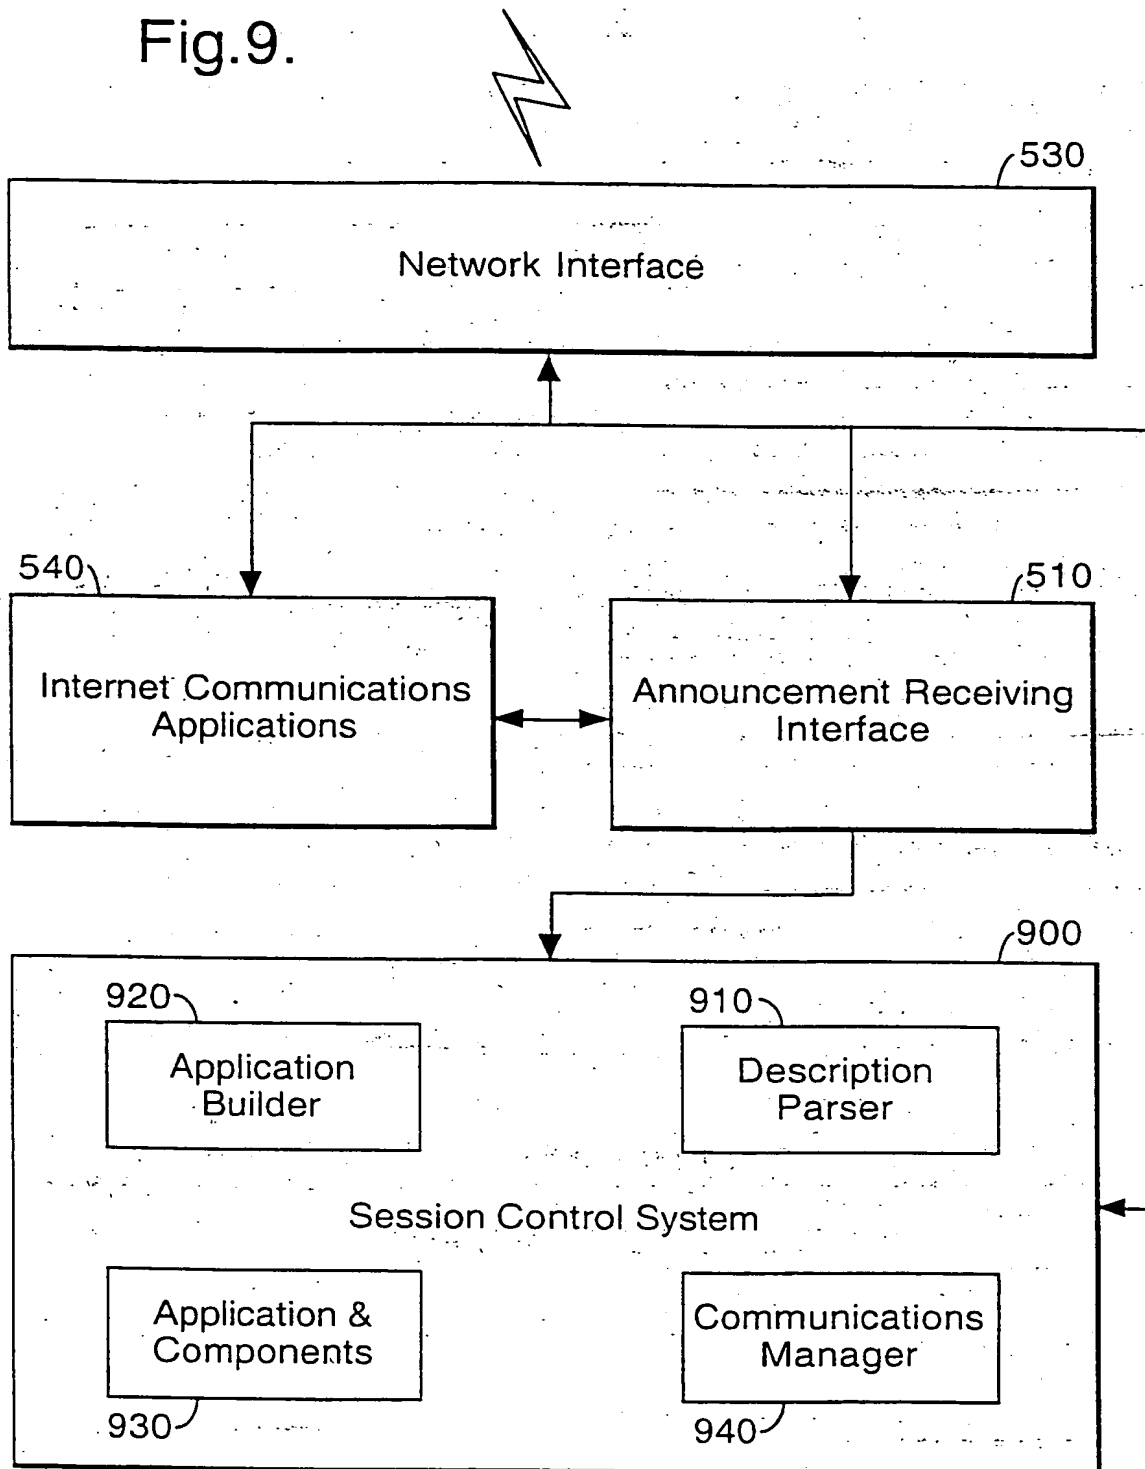 Fig.9.
530
Network Interface
540
510
Internet Communications
Applications
Announcement Receiving
Interface
900
920
910
Application
Builder
Description
Parser
Session Control System
Application &
Components
Communications
Manager
930
940